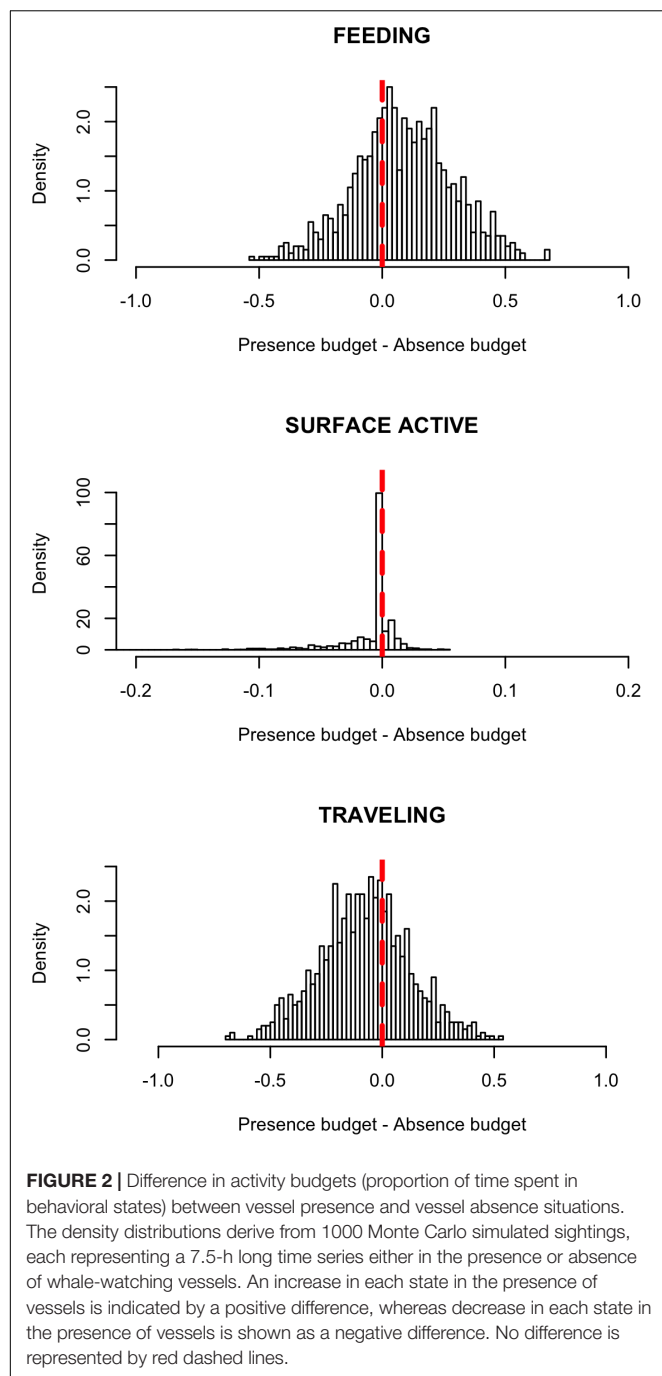 FEEDING
Density
2.0
1.0
0.0
-1.0 -0.5 0.0 0.5 1.0
Presence budget - Absence budget
SURFACE ACTIVE
Density
100
60
20
0
-0.2 -0.1 0.0 0.1 0.2
Presence budget - Absence budget
TRAVELING
Density
2.0
1.0
0.0
-1.0 -0.5 0.0 0.5 1.0
Presence budget - Absence budget
FIGURE 2 | Difference in activity budgets (proportion of time spent in
behavioral states) between vessel presence and vessel absence situations.
The density distributions derive from 1000 Monte Carlo simulated sightings,
each representing a 7.5-h long time series either in the presence or absence
of whale-watching vessels. An increase in each state in the presence of
vessels is indicated by a positive difference, whereas decrease in each state in
the presence of vessels is shown as a negative difference. No difference is
represented by red dashed lines.